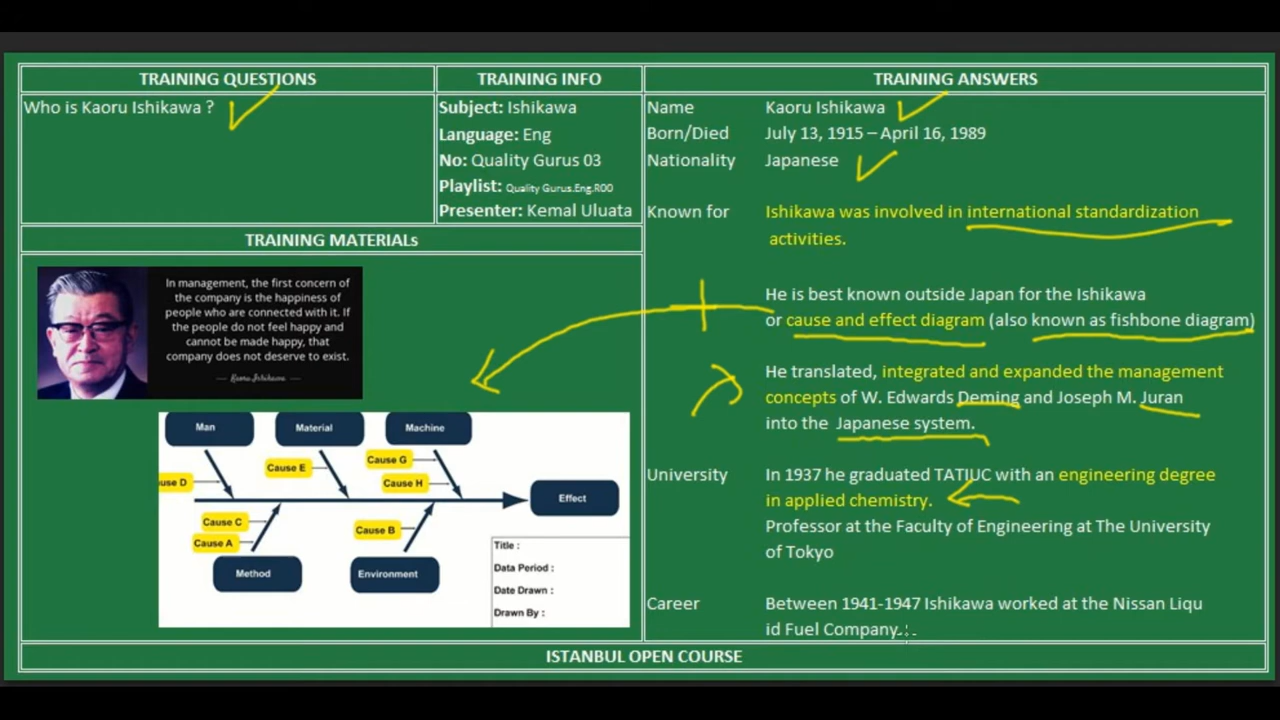 TRAINING QUESTIONS
Who is Kaoru Ishikawa ?
TRAINING INFO
Subject: Ishikawa
Language: Eng
No: Quality Gurus 03
Playlist: Quality Gurus.Eng.R00
Presenter: Kemal Uluata
TRAINING MATERIALs
In management, the first concern of
the company is the happiness of
people who are connected with it. If
the people do not feel happy and
cannot be made happy, that
company does not deserve to exist.
Kaoru Ishikawa
Man
Material
Machine
Cause G
Cause E
Cause H
use D
Effect
Cause C
Cause B
Cause A
Method
Environment
Title :
Data Period :
Date Drawn :
Drawn By :
TRAINING ANSWERS
Name Kaoru Ishikawa
Born/Died July 13, 1915 – April 16, 1989
Nationality Japanese
Known for Ishikawa was involved in international standardization
activities.
He is best known outside Japan for the Ishikawa
or cause and effect diagram (also known as fishbone diagram)
He translated, integrated and expanded the management
concepts of W. Edwards Deming and Joseph M. Juran
into the Japanese system.
University In 1937 he graduated TATIUC with an engineering degree
in applied chemistry.
Professor at the Faculty of Engineering at The University
of Tokyo
Career Between 1941-1947 Ishikawa worked at the Nissan Liqu
id Fuel Company.
ISTANBUL OPEN COURSE